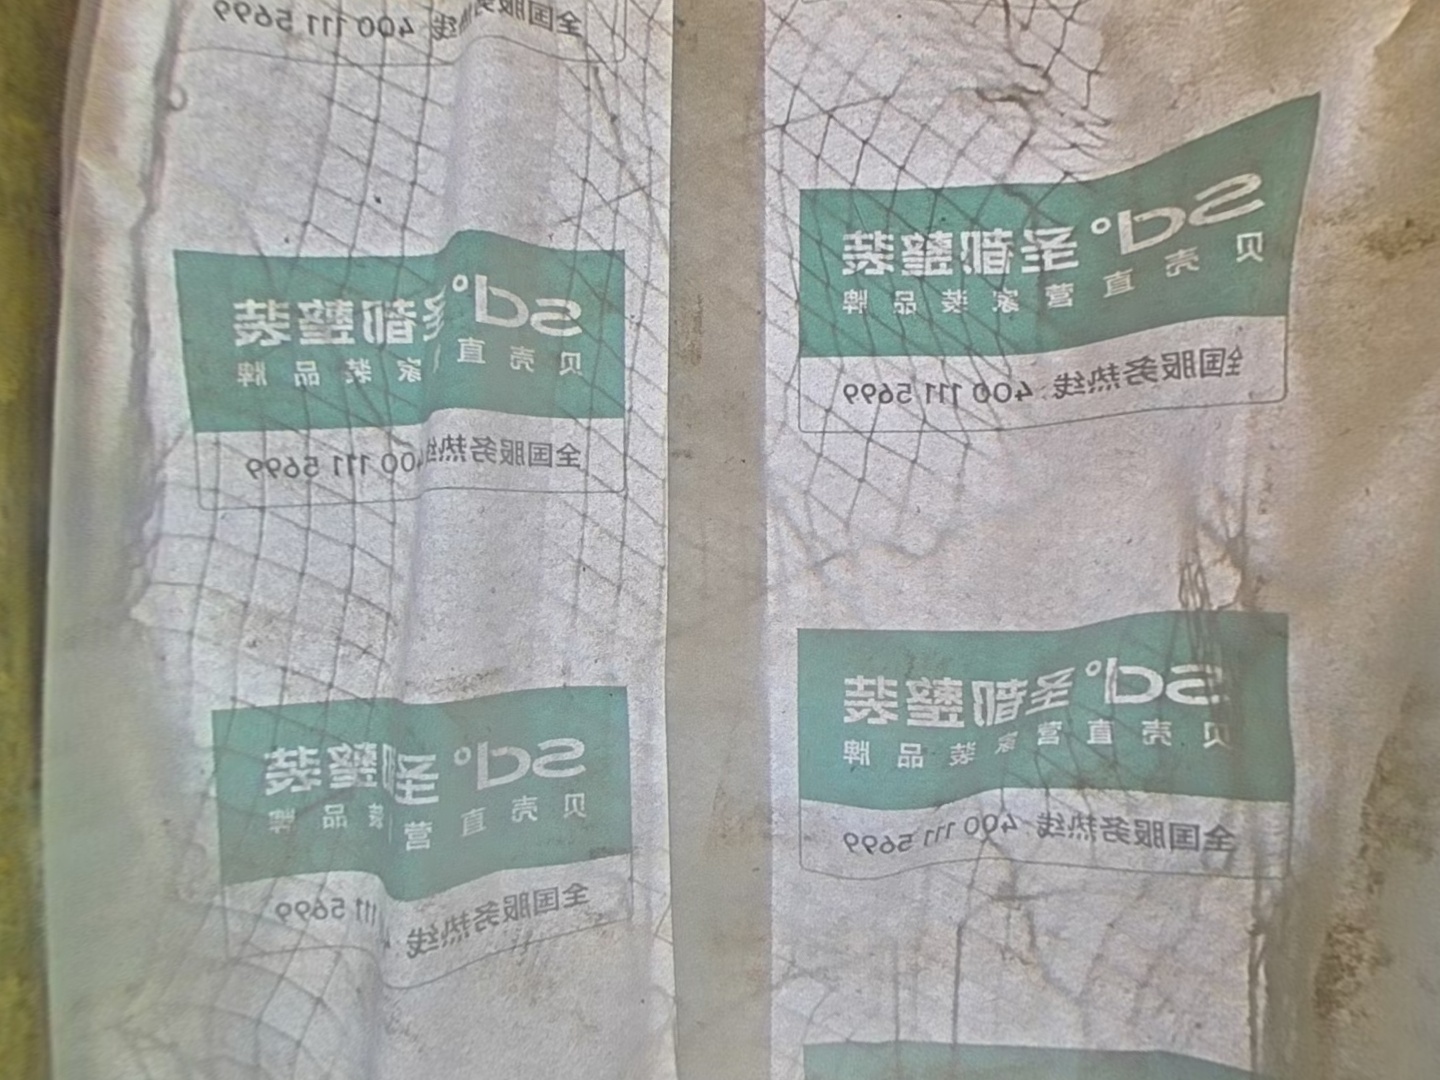 全国服务热线 400 111 5699
sd° 圣都整装
贝壳直营家装品牌
全国服务热线: 400 111 5699
sd° 圣都整装
贝壳直 家装品牌
全国服务热线 400 111 5699
sd° 圣都整装
贝壳直营家装品牌
全国服务热线: 400 111 5699
sd° 圣都整装
贝壳直营 装品牌
全国服务热线 111 5699